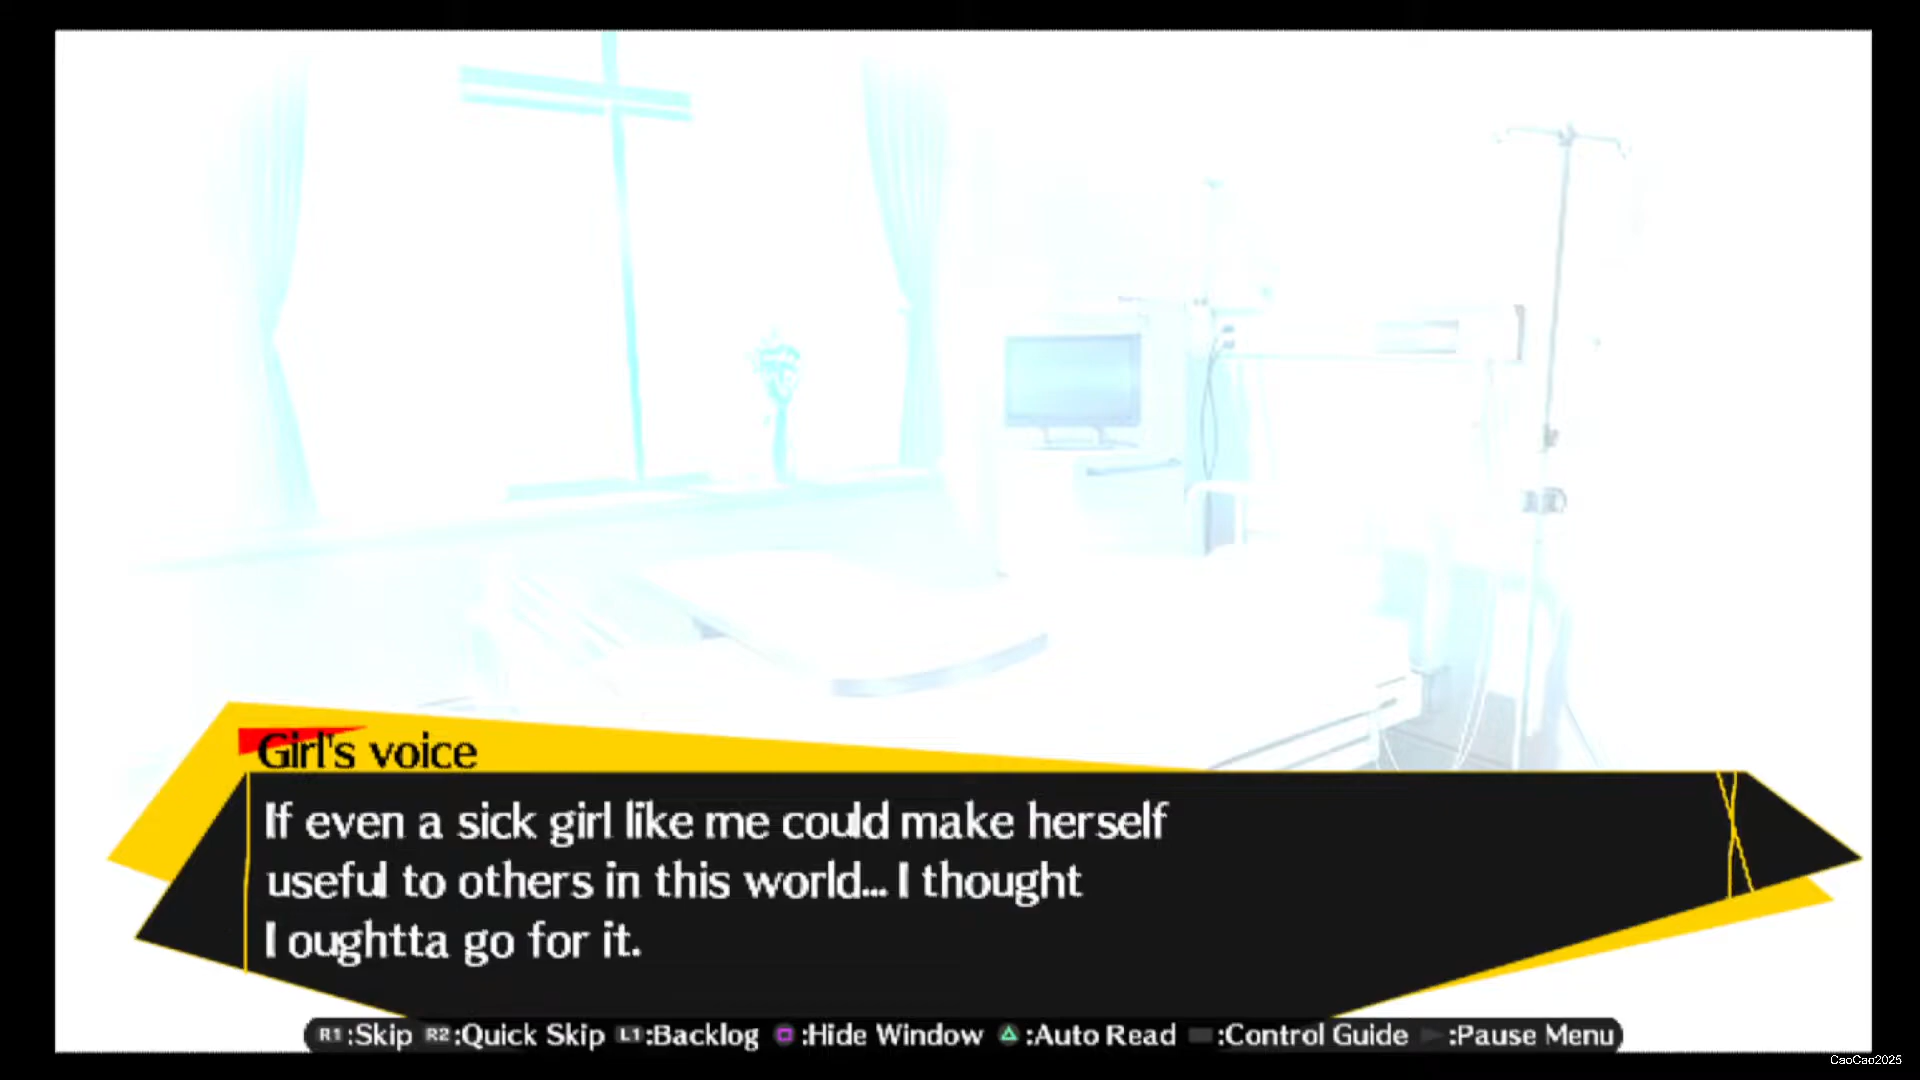 Girl's voice
If even a sick girl like me could make herself
useful to others in this world... I thought
I oughtta go for it.
R1:Skip R2:Quick Skip L1:Backlog :Hide Window :Auto Read :Control Guide :Pause Menu
CaoCao2025